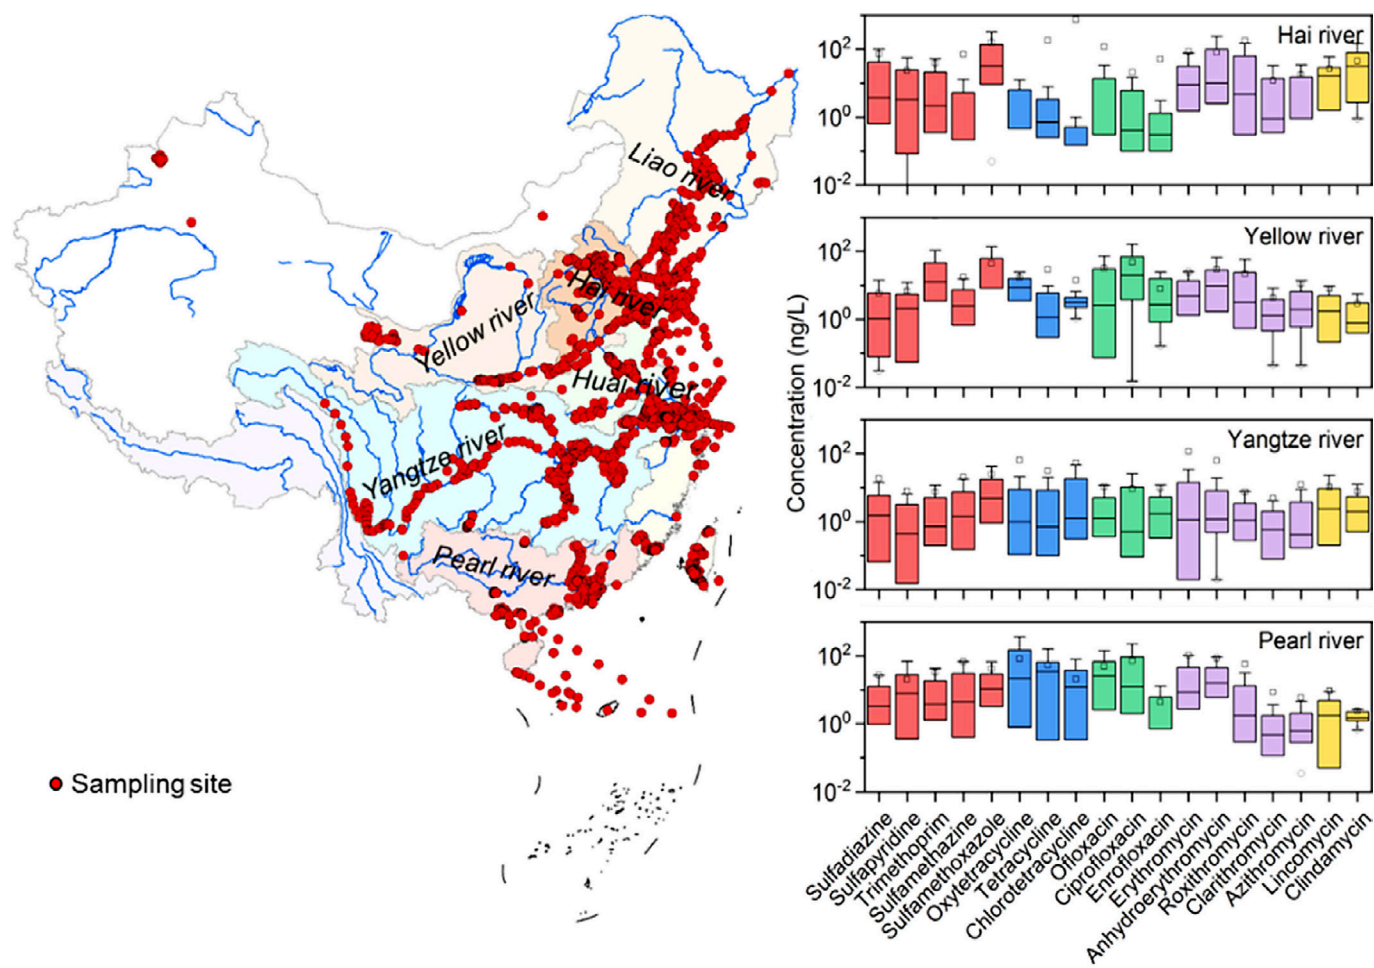 Liao river
Hai river
Yellow river
Huai river
Yangtze river
Pearl river
Sampling site
Concentration (ng/L)
Hai river
10²
10⁰
10⁻²
Yellow river
10²
10⁰
10⁻²
Yangtze river
10²
10⁰
10⁻²
Pearl river
10²
10⁰
10⁻²
Sulfadiazine
Sulfapyridine
Trimethoprim
Sulfamethazine
Sulfamethoxazole
Oxytetracycline
Tetracycline
Chlorotetracycline
Ofloxacin
Ciprofloxacin
Enrofloxacin
Erythromycin
Anhydroerythromycin
Roxithromycin
Clarithromycin
Azithromycin
Lincomycin
Clindamycin